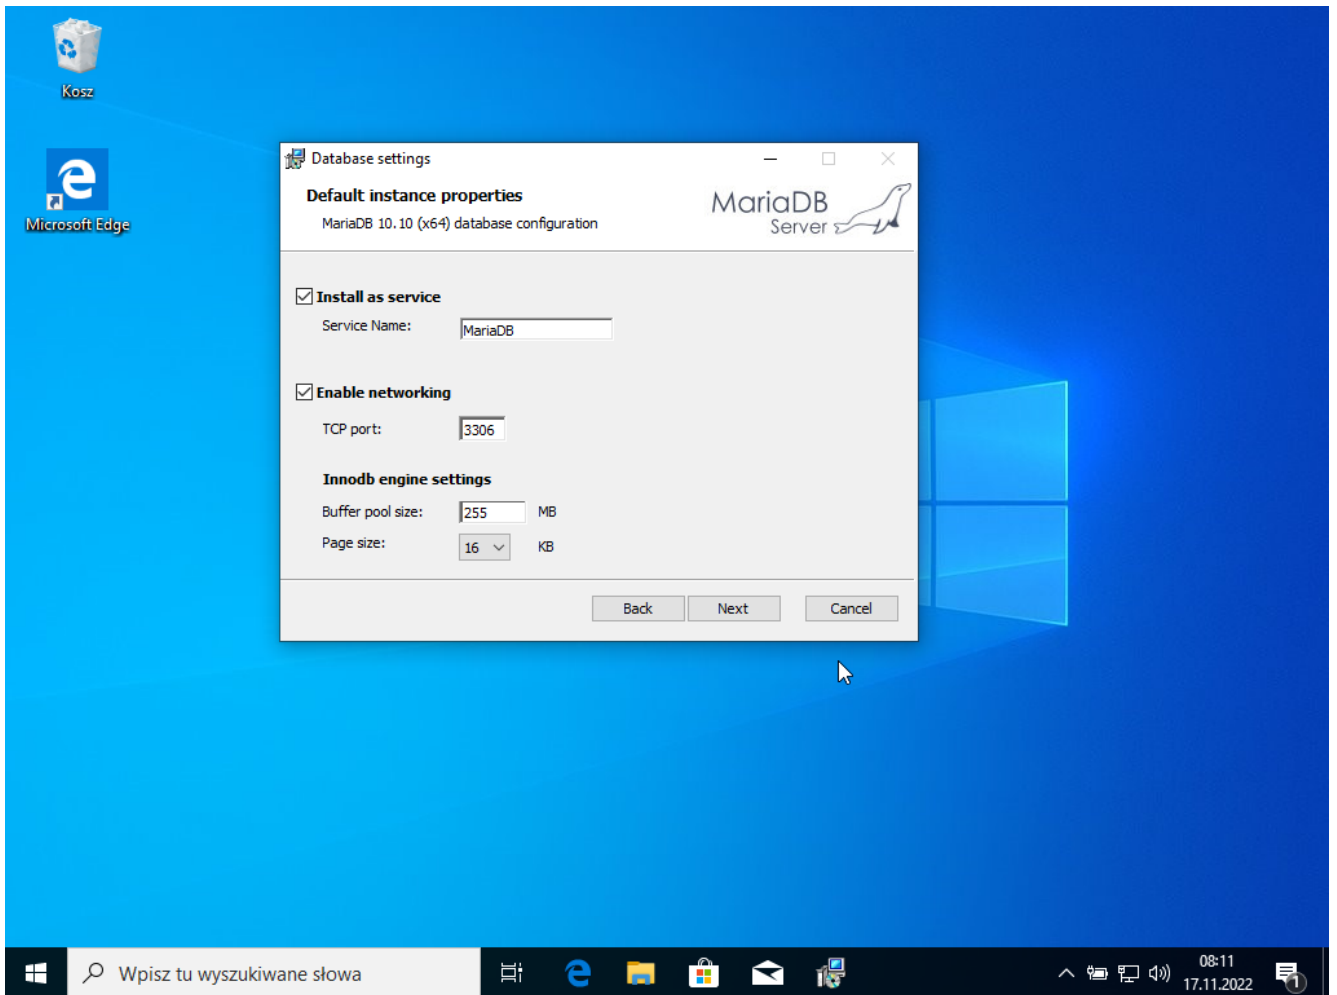 Kosz
Microsoft Edge
Database settings
Default instance properties
MariaDB 10.10 (x64) database configuration
MariaDB
Server
Install as service
Service Name: MariaDB
Enable networking
TCP port: 3306
Innodb engine settings
Buffer pool size: 255 MB
Page size: 16 KB
Back Next Cancel
Wpisz tu wyszukiwane słowa
08:11
17.11.2022
1